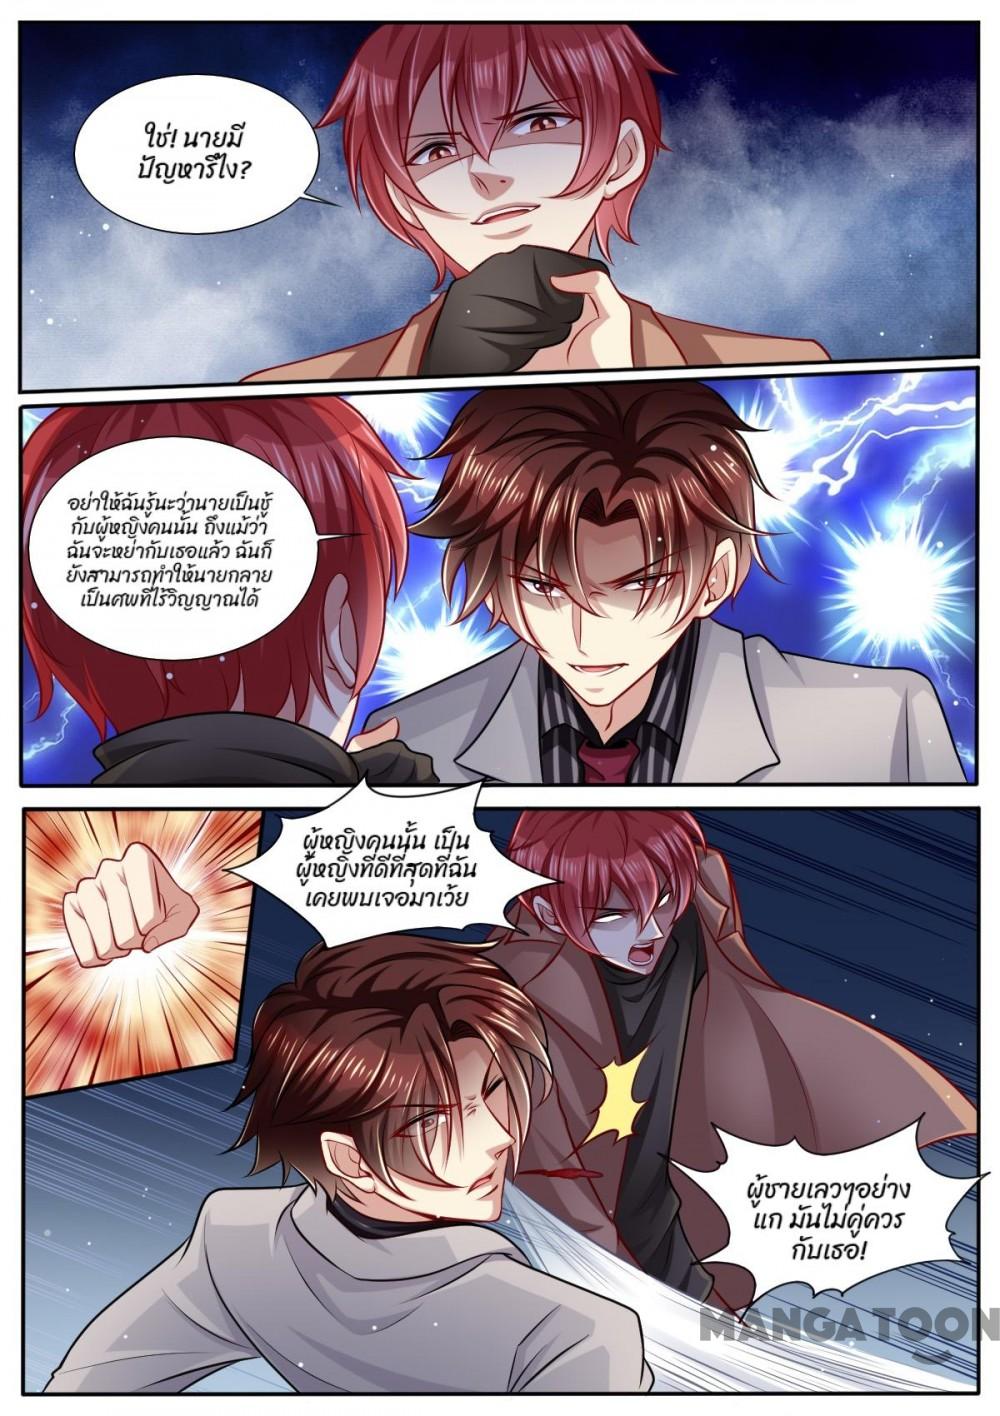 ใช่! นายมี
ปัญหารึไง?
อย่าให้ฉันรู้นะว่านายเป็นชู้
กับผู้หญิงคนนั้น ถึงแม้ว่า
ฉันจะหย่ากับเธอแล้ว ฉันก็
ยังสามารถทำให้นายกลาย
เป็นศพที่ไร้วิญญาณได้
ผู้หญิงคนนั้น เป็น
ผู้หญิงที่ดีที่สุดที่ฉัน
เคยพบเจอมาเว้ย
ผู้ชายเลวๆอย่าง
แก มันไม่คู่ควร
กับเธอ!
MANGATOON